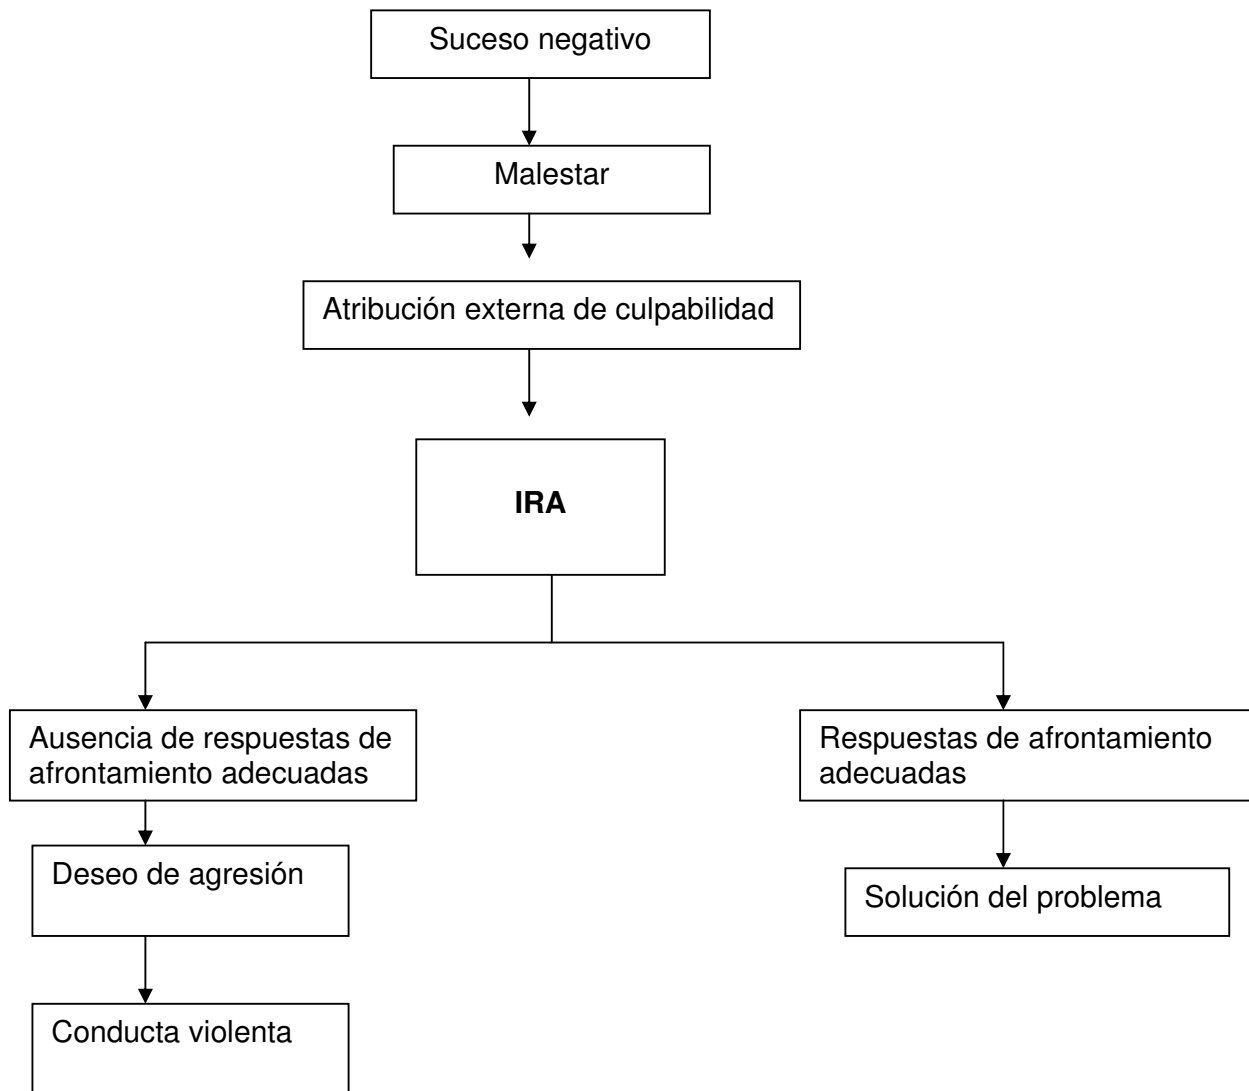 Suceso negativo
Malestar
Atribución externa de culpabilidad
IRA
Ausencia de respuestas de
afrontamiento adecuadas
Respuestas de afrontamiento
adecuadas
Deseo de agresión
Solución del problema
Conducta violenta